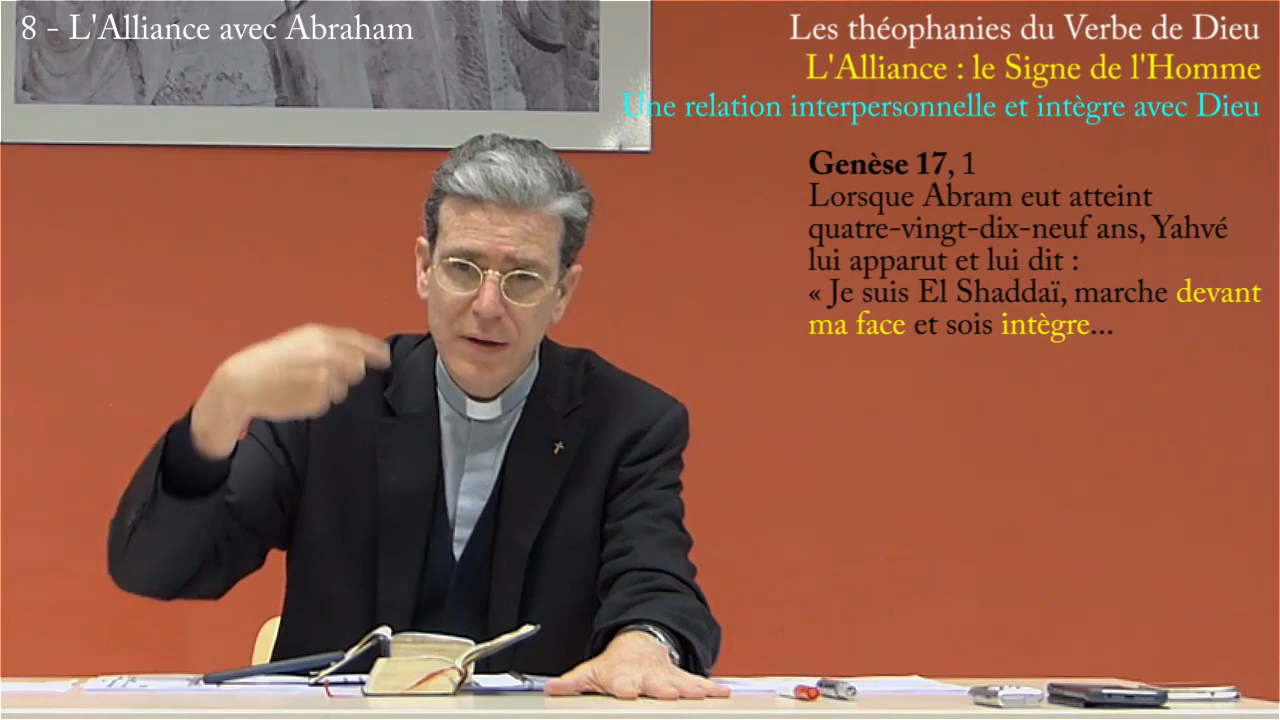 8 - L'Alliance avec Abraham
Les théophanies du Verbe de Dieu
L'Alliance : le Signe de l'Homme
Une relation interpersonnelle et intègre avec Dieu
Genèse 17, 1
Lorsque Abram eut atteint
quatre-vingt-dix-neuf ans, Yahvé
lui apparut et lui dit :
« Je suis El Shaddaï, marche devant
ma face et sois intègre...